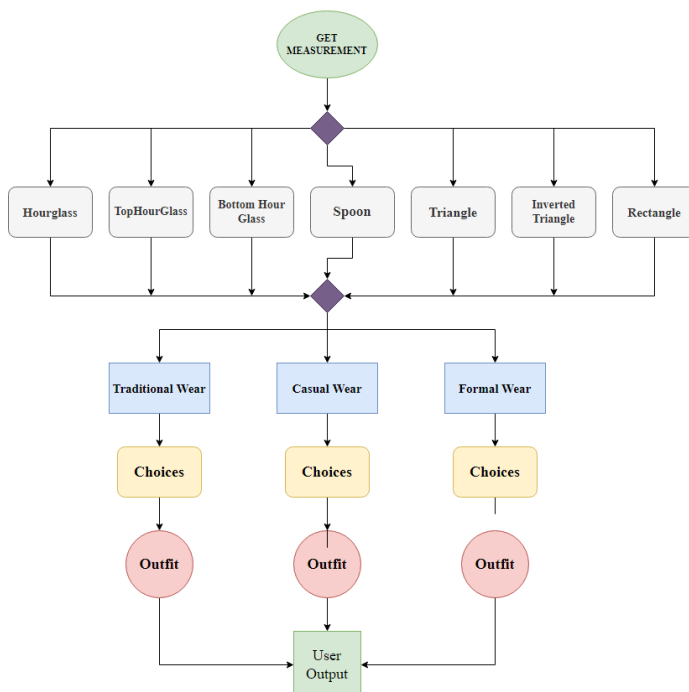 GET
MEASUREMENT
Hourglass
TopHourGlass
Bottom Hour
Glass
Spoon
Triangle
Inverted
Triangle
Rectangle
Traditional Wear
Casual Wear
Formal Wear
Choices
Choices
Choices
Outfit
Outfit
Outfit
User
Output